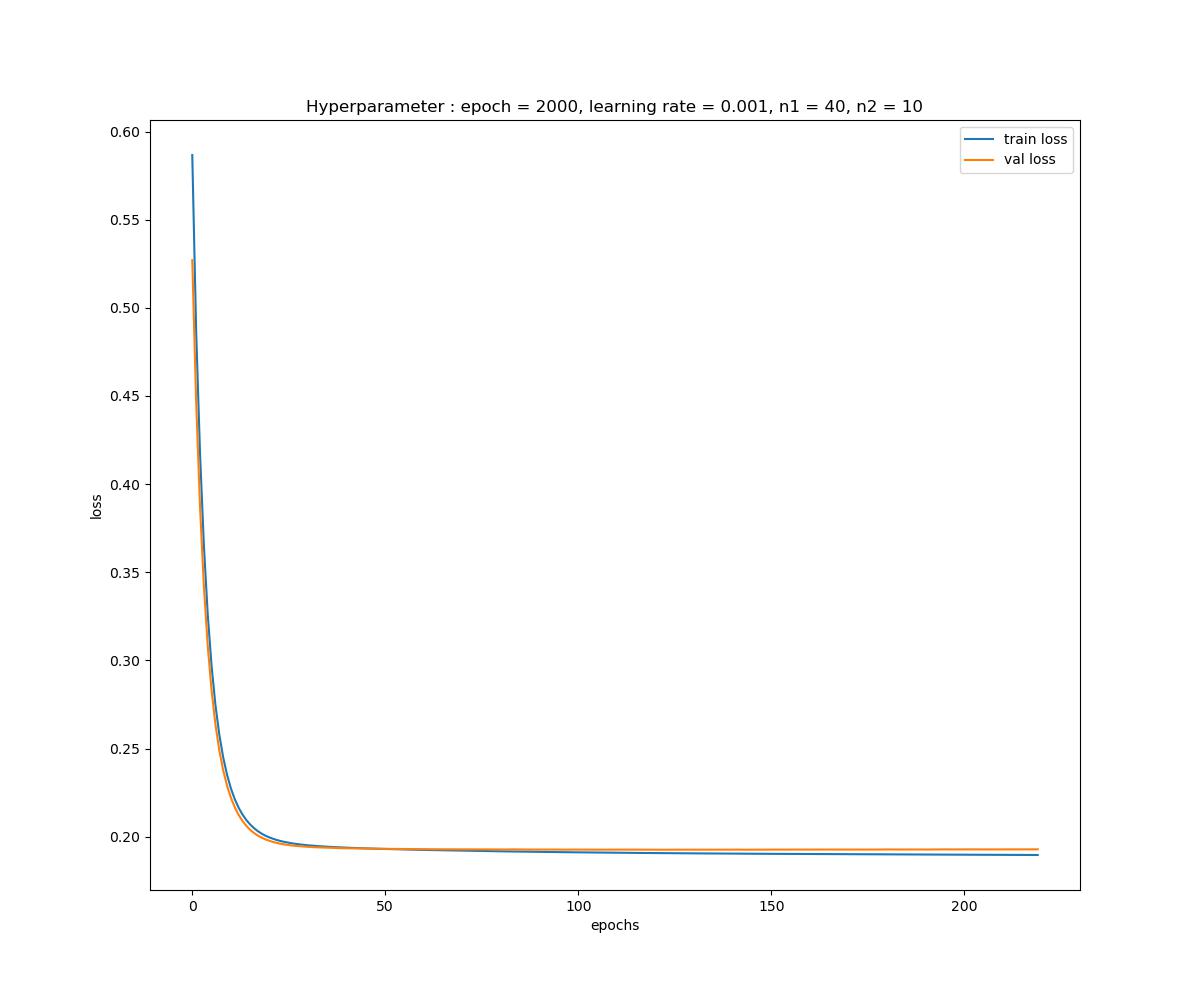 Hyperparameter : epoch = 2000, learning rate = 0.001, n1 = 40, n2 = 10
train loss
val loss
0.60
0.55
0.50
0.45
0.40
0.35
0.30
0.25
0.20
loss
0 50 100 150 200
epochs